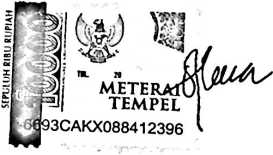 SEPULUH RIBU RUPIAH
10000
TGL. 20
METERAI
TEMPEL
6693CAKX088412396